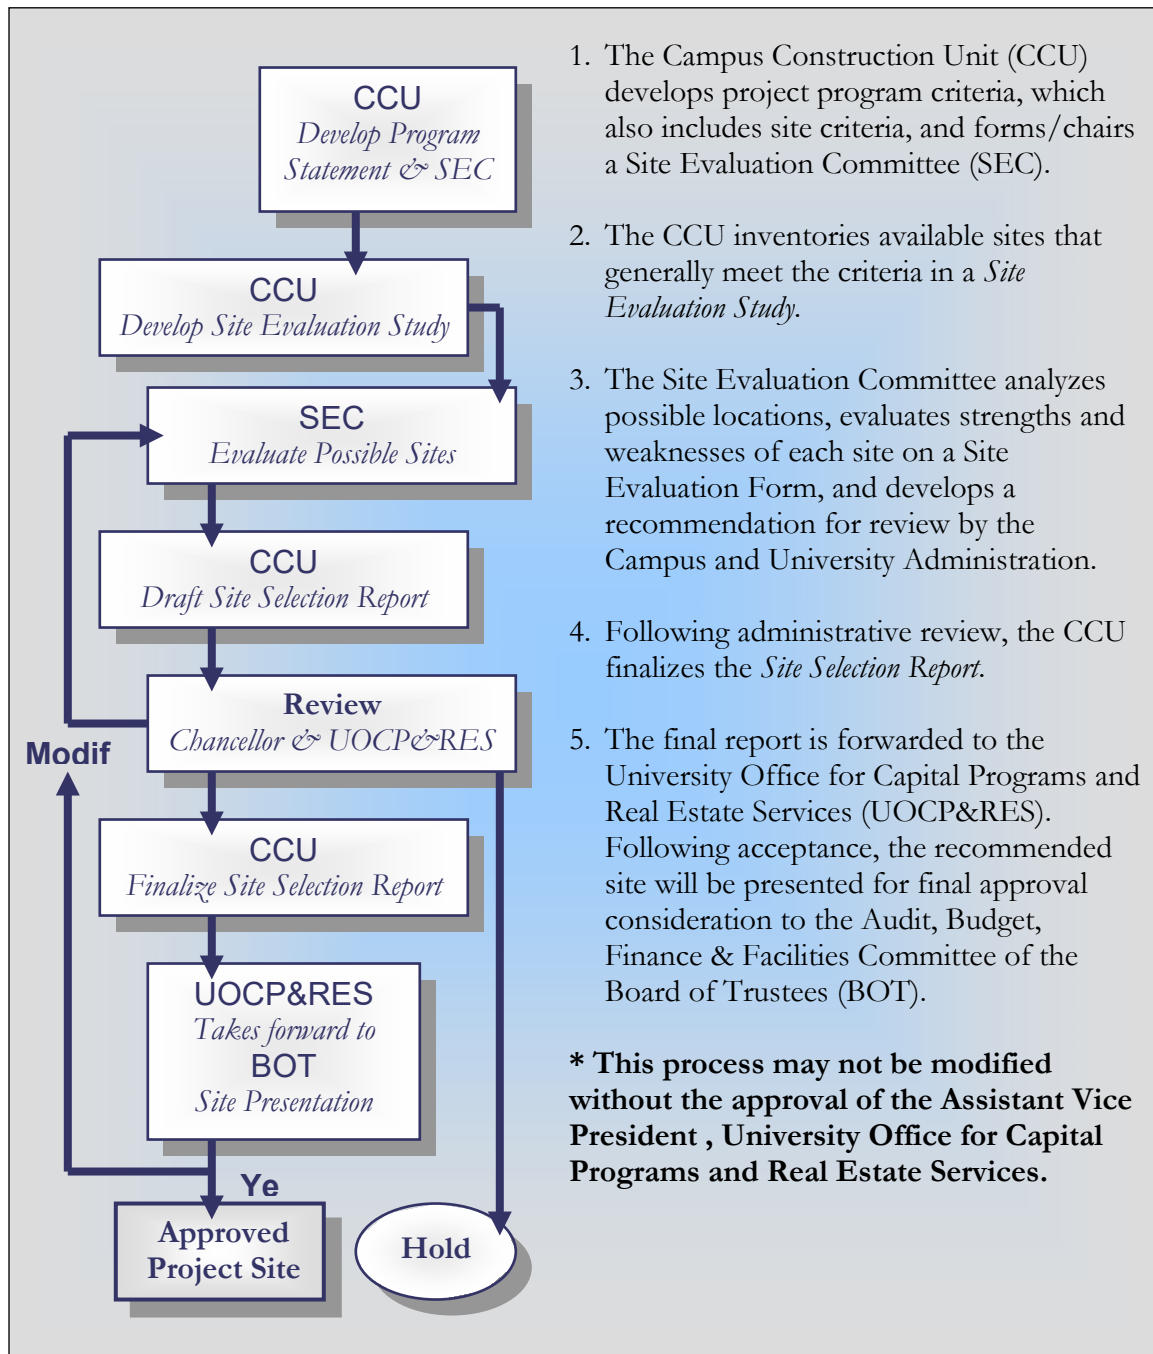 CCU
Develop Program
Statement & SEC
CCU
Develop Site Evaluation Study
SEC
Evaluate Possible Sites
CCU
Draft Site Selection Report
Review
Chancellor & UOCP&RES
Modif
CCU
Finalize Site Selection Report
UOCP&RES
Takes forward to
BOT
Site Presentation
Ye
Approved
Project Site
Hold
1. The Campus Construction Unit (CCU)
develops project program criteria, which
also includes site criteria, and forms/chairs
a Site Evaluation Committee (SEC).
2. The CCU inventories available sites that
generally meet the criteria in a Site
Evaluation Study.
3. The Site Evaluation Committee analyzes
possible locations, evaluates strengths and
weaknesses of each site on a Site
Evaluation Form, and develops a
recommendation for review by the
Campus and University Administration.
4. Following administrative review, the CCU
finalizes the Site Selection Report.
5. The final report is forwarded to the
University Office for Capital Programs and
Real Estate Services (UOCP&RES).
Following acceptance, the recommended
site will be presented for final approval
consideration to the Audit, Budget,
Finance & Facilities Committee of the
Board of Trustees (BOT).
* This process may not be modified
without the approval of the Assistant Vice
President , University Office for Capital
Programs and Real Estate Services.